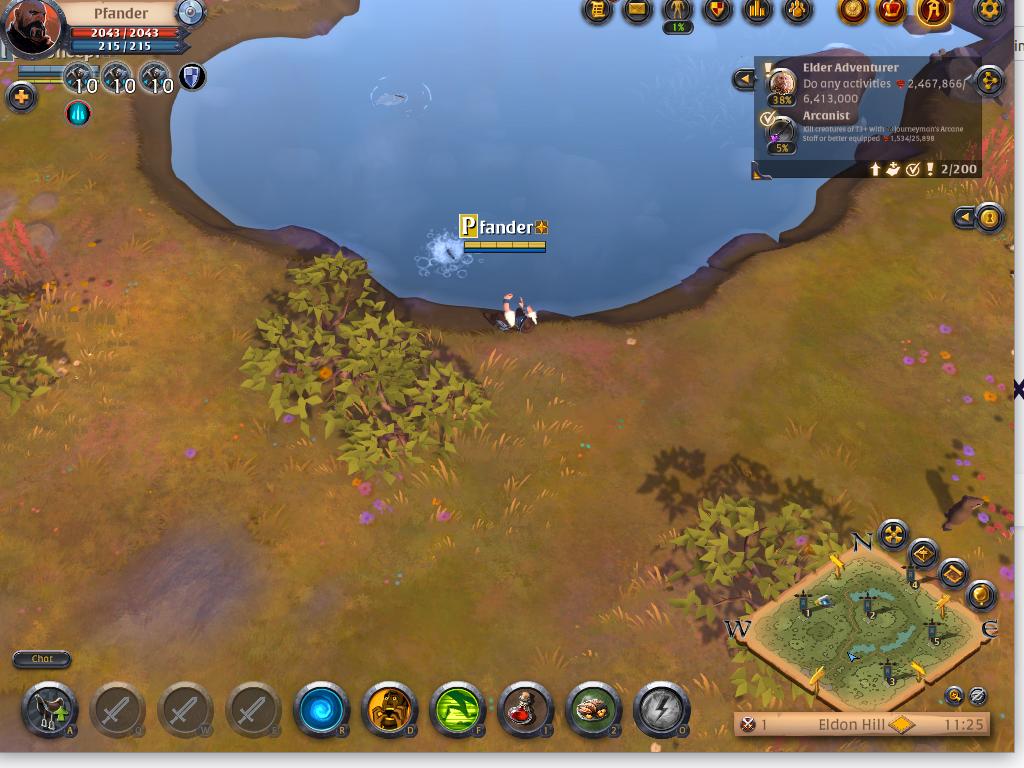 Pfander
2043/2043
215/215
10
10
10
1%
Elder Adventurer
Do any activities 2,467,866/
6,413,000
38%
Arcanist
Kill creatures of T3+ with Journeyman's Arcane
Staff or better equipped 1,534/25,898
5%
2/200
Pfander
N
W
E
1
2
3
4
5
Chat
A
Q
W
E
R
D
F
1
2
O
1
Eldon Hill
11:25